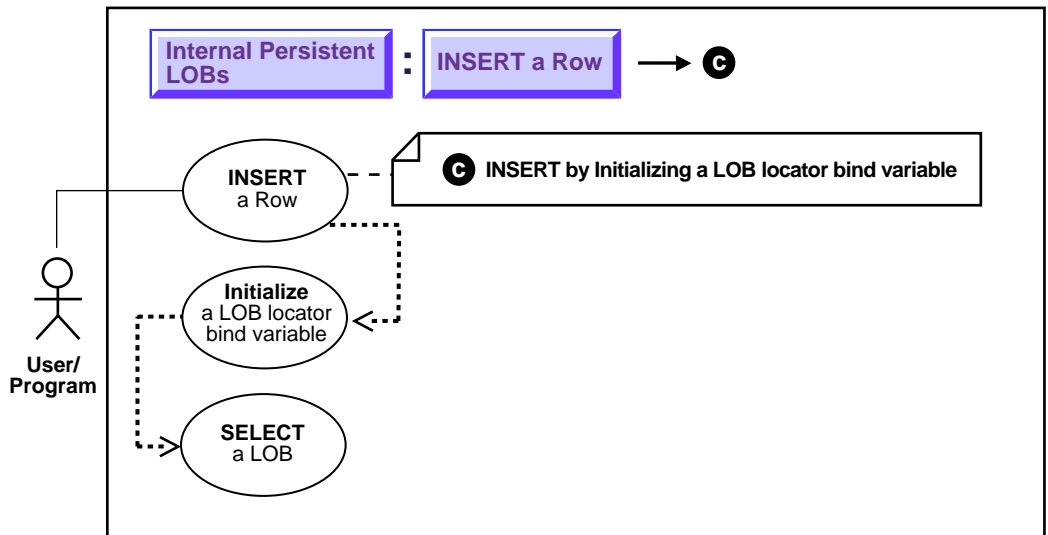 Internal Persistent
LOBs
:
INSERT a Row
C
INSERT
a Row
C INSERT by Initializing a LOB locator bind variable
Initialize
a LOB locator
bind variable
User/
Program
SELECT
a LOB